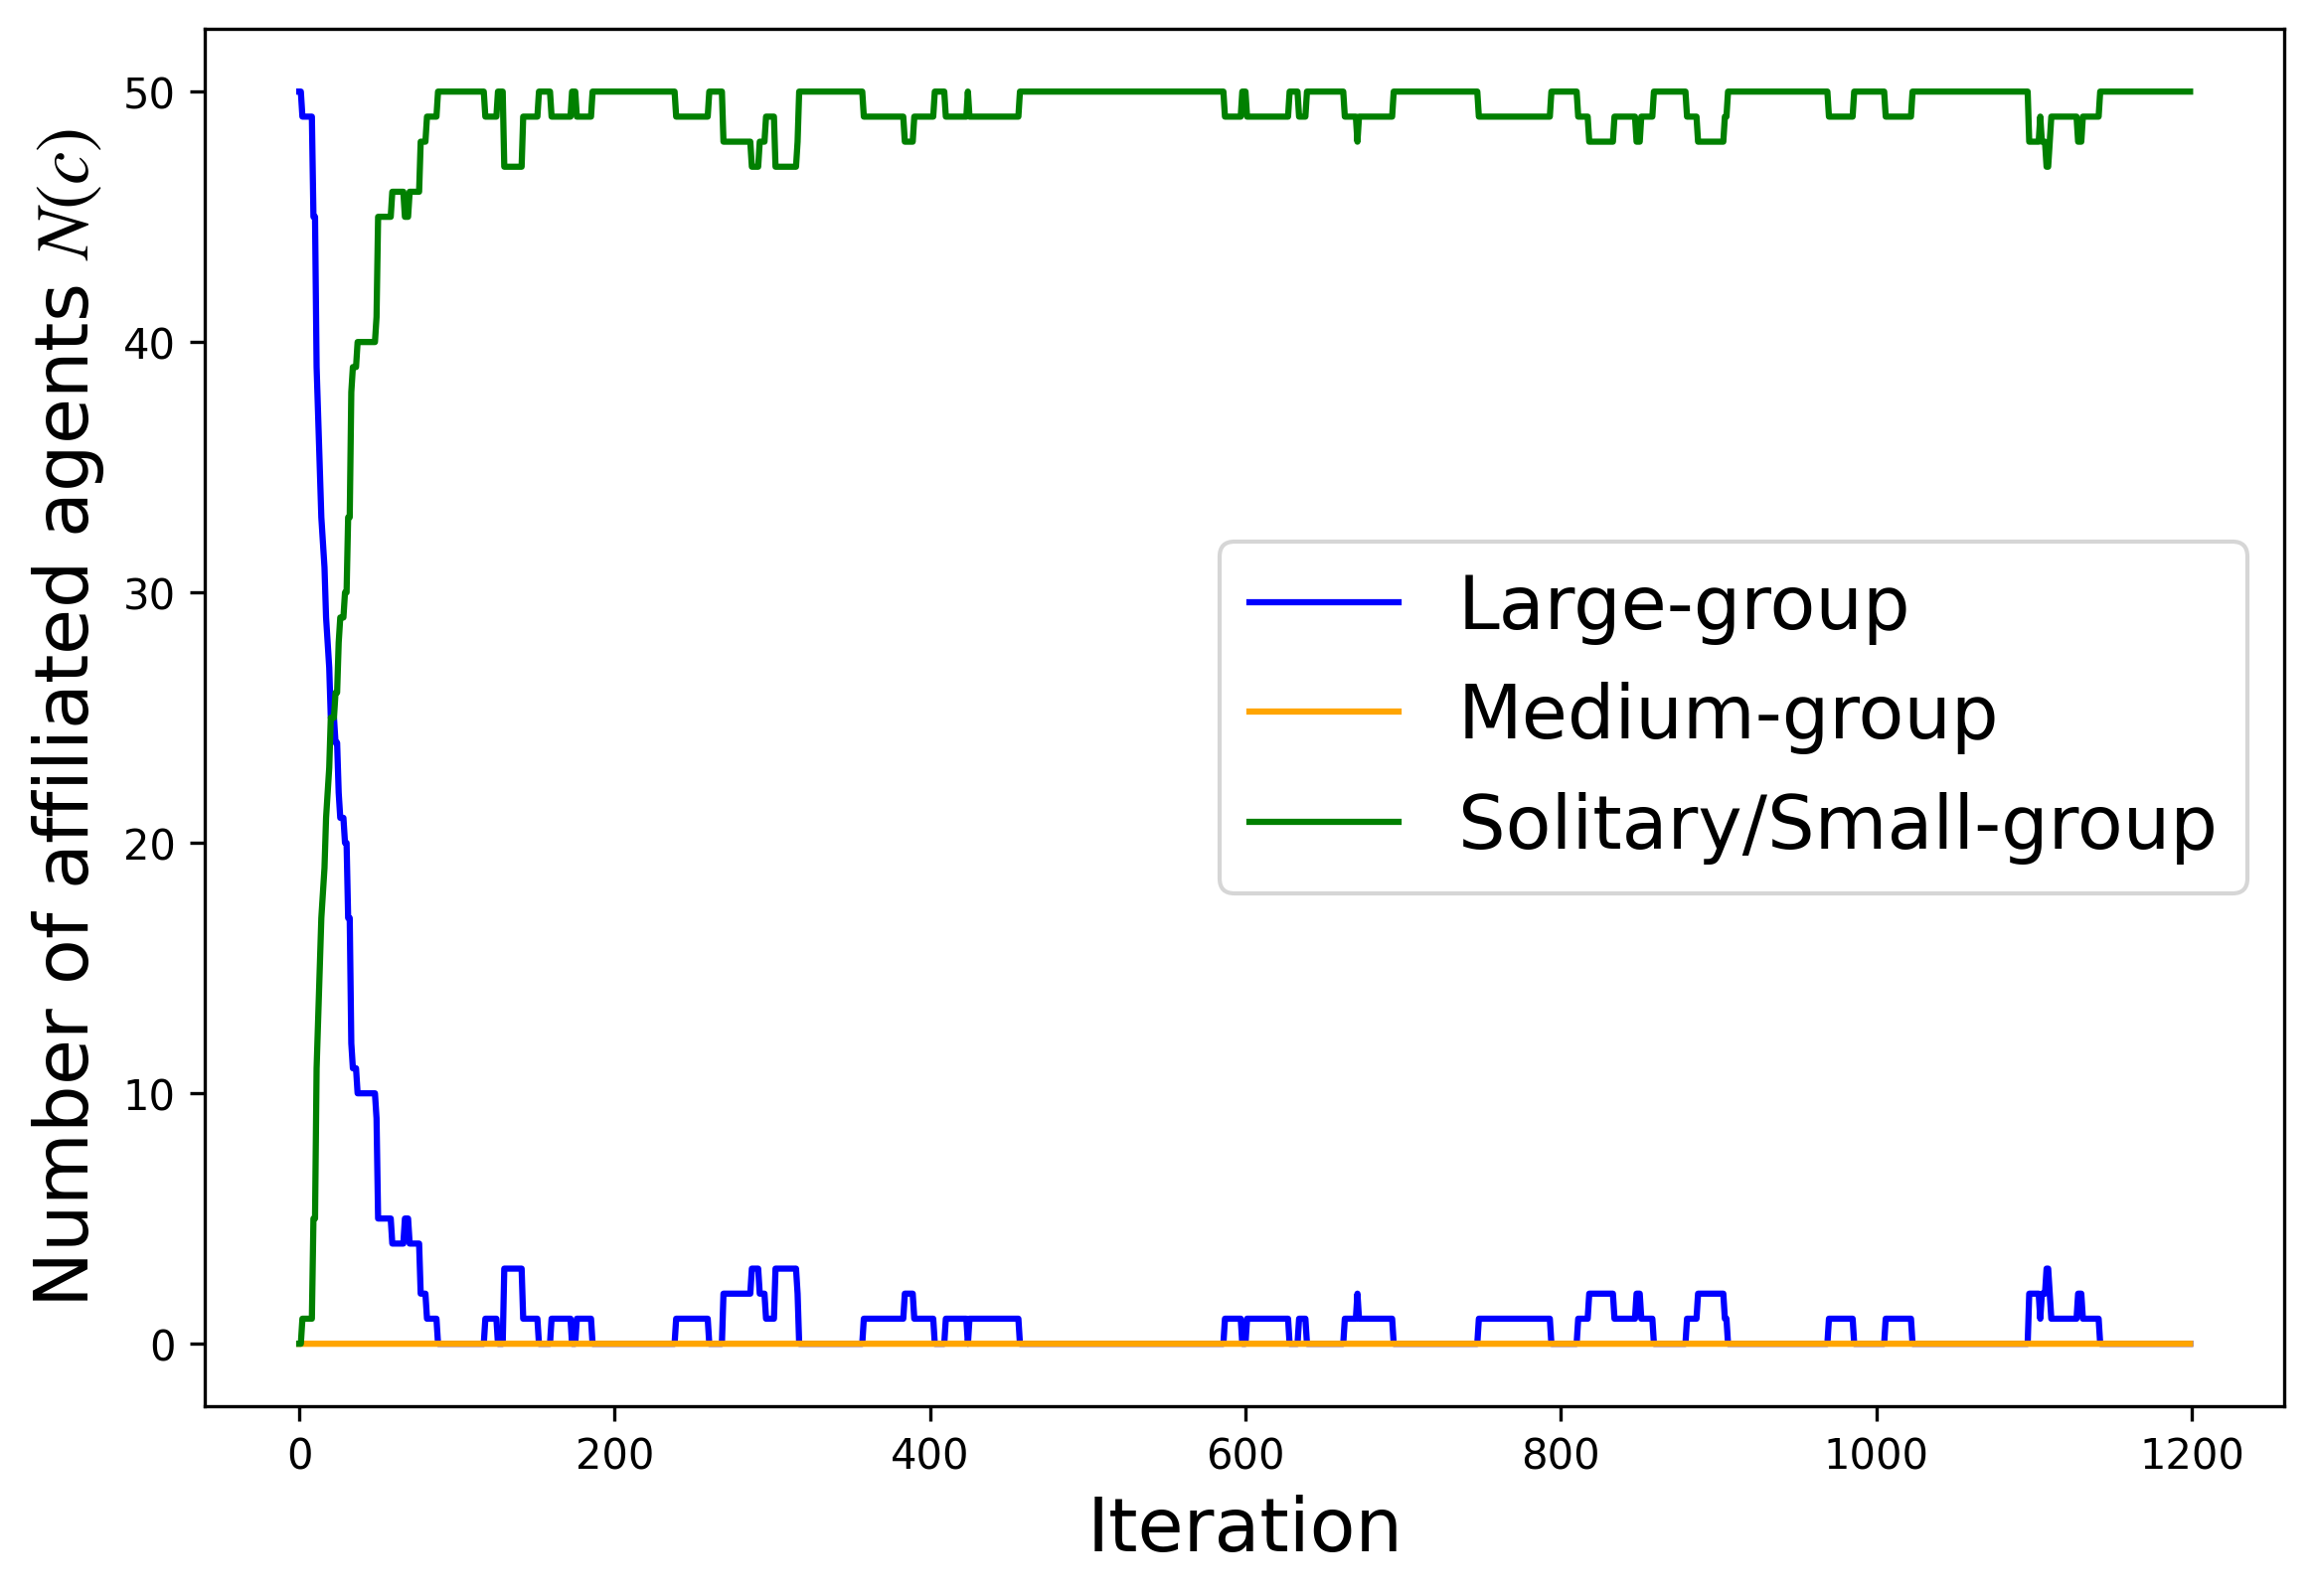 Number of affiliated agents N(c)
50
40
30
20
10
0
Large-group
Medium-group
Solitary/Small-group
0 200 400 600 800 1000 1200
Iteration